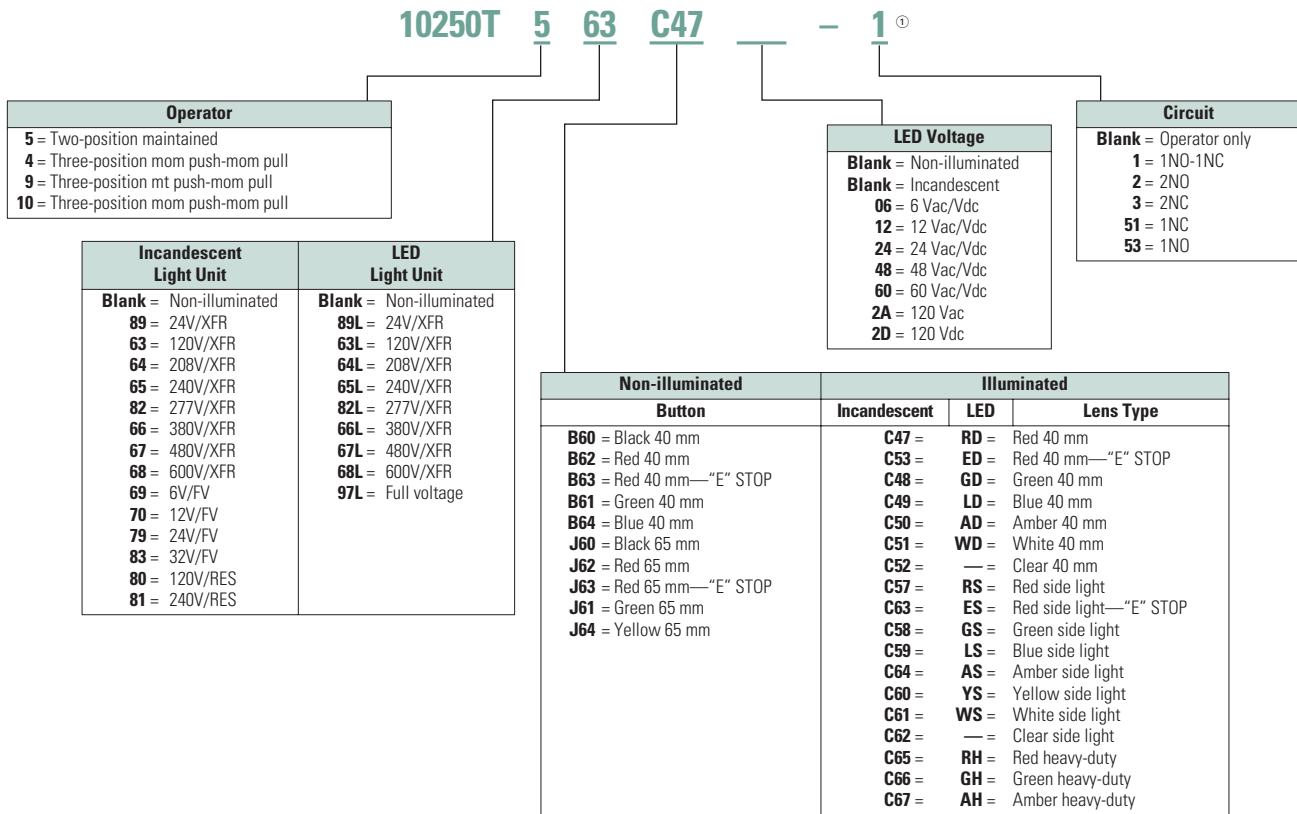 10250T 5 63 C47 __ – 1 ①
Operator
5 = Two-position maintained
4 = Three-position mom push-mom pull
9 = Three-position mt push-mom pull
10 = Three-position mom push-mom pull
Incandescent Light Unit
Blank = Non-illuminated
89 = 24V/XFR
63 = 120V/XFR
64 = 208V/XFR
65 = 240V/XFR
82 = 277V/XFR
66 = 380V/XFR
67 = 480V/XFR
68 = 600V/XFR
69 = 6V/FV
70 = 12V/FV
79 = 24V/FV
83 = 32V/FV
80 = 120V/RES
81 = 240V/RES
LED Light Unit
Blank = Non-illuminated
89L = 24V/XFR
63L = 120V/XFR
64L = 208V/XFR
65L = 240V/XFR
82L = 277V/XFR
66L = 380V/XFR
67L = 480V/XFR
68L = 600V/XFR
97L = Full voltage
LED Voltage
Blank = Non-illuminated
Blank = Incandescent
06 = 6 Vac/Vdc
12 = 12 Vac/Vdc
24 = 24 Vac/Vdc
48 = 48 Vac/Vdc
60 = 60 Vac/Vdc
2A = 120 Vac
2D = 120 Vdc
Circuit
Blank = Operator only
1 = 1NO-1NC
2 = 2NO
3 = 2NC
51 = 1NC
53 = 1NO
Non-illuminated
Button
B60 = Black 40 mm
B62 = Red 40 mm
B63 = Red 40 mm—“E” STOP
B61 = Green 40 mm
B64 = Blue 40 mm
J60 = Black 65 mm
J62 = Red 65 mm
J63 = Red 65 mm—“E” STOP
J61 = Green 65 mm
J64 = Yellow 65 mm
Illuminated
Incandescent LED Lens Type
C47 = RD = Red 40 mm
C53 = ED = Red 40 mm—“E” STOP
C48 = GD = Green 40 mm
C49 = LD = Blue 40 mm
C50 = AD = Amber 40 mm
C51 = WD = White 40 mm
C52 = — = Clear 40 mm
C57 = RS = Red side light
C63 = ES = Red side light—“E” STOP
C58 = GS = Green side light
C59 = LS = Blue side light
C64 = AS = Amber side light
C60 = YS = Yellow side light
C61 = WS = White side light
C62 = — = Clear side light
C65 = RH = Red heavy-duty
C66 = GH = Green heavy-duty
C67 = AH = Amber heavy-duty